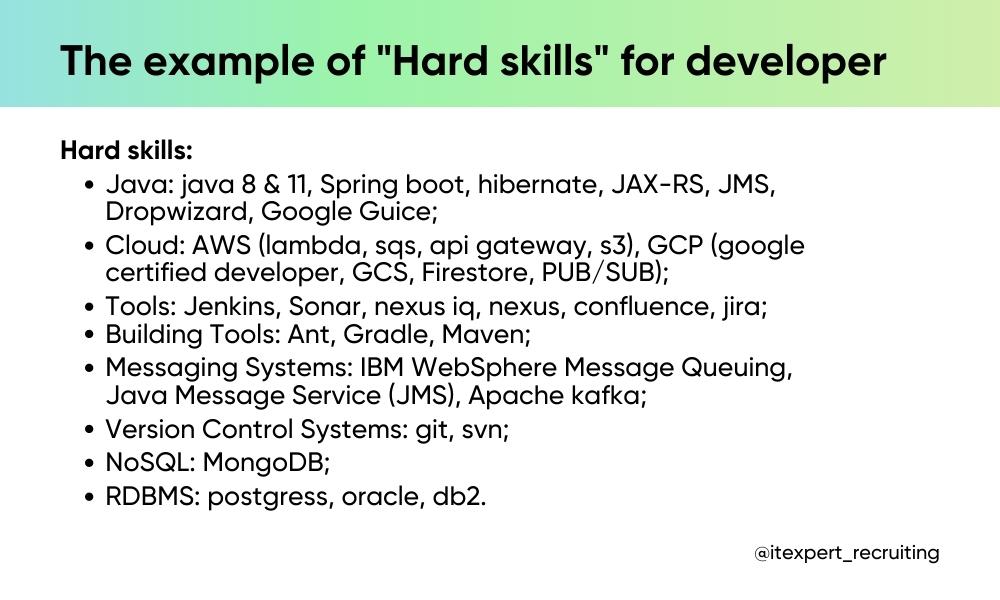 The example of "Hard skills" for developer
Hard skills:
• Java: java 8 & 11, Spring boot, hibernate, JAX-RS, JMS,
Dropwizard, Google Guice;
• Cloud: AWS (lambda, sqs, api gateway, s3), GCP (google
certified developer, GCS, Firestore, PUB/SUB);
• Tools: Jenkins, Sonar, nexus iq, nexus, confluence, jira;
• Building Tools: Ant, Gradle, Maven;
• Messaging Systems: IBM WebSphere Message Queuing,
Java Message Service (JMS), Apache kafka;
• Version Control Systems: git, svn;
• NoSQL: MongoDB;
• RDBMS: postgress, oracle, db2.
@itexpert_recruiting